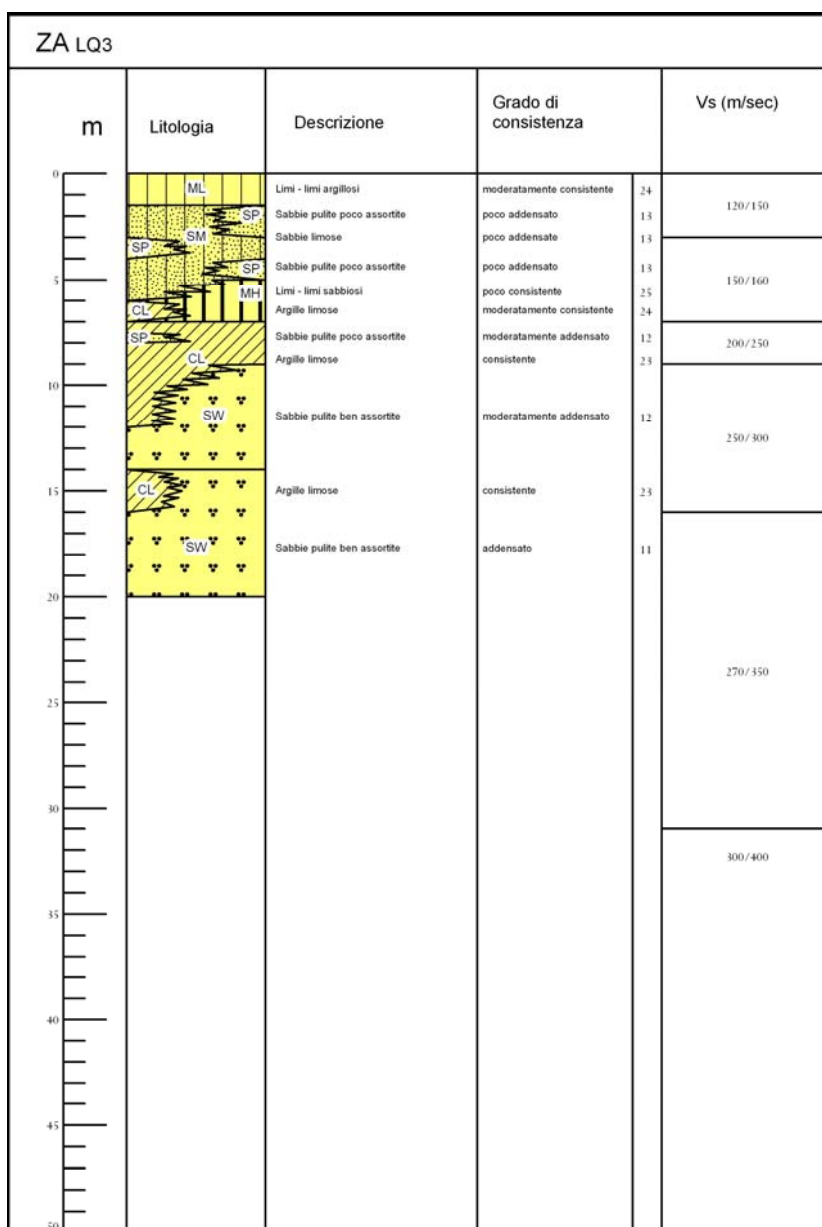 ZA LQ3
m
Litologia
Descrizione
Grado di
consistenza
Vs (m/sec)
0
ML
Limi - limi argillosi
moderatamente consistente
24
120/150
SP
Sabbie pulite poco assortite
poco addensato
13
SM
Sabbie limose
poco addensate
13
SP
SP
Sabbie pulite poco assortite
poco addensato
13
5
150/160
MH
Limi - limi sabbiosi
poco consistente
25
CL
Argille limose
moderatamente consistente
24
SP
Sabbie pulite poco assortite
moderatamente addensato
12
200/250
CL
Argille limose
consistente
23
10
SW
Sabbie pulite ben assortite
moderatamente addensato
12
250/300
15
CL
Argille limose
consistente
23
SW
Sabbie pulite ben assortite
addensato
11
20
270/350
25
30
300/400
35
40
45
50